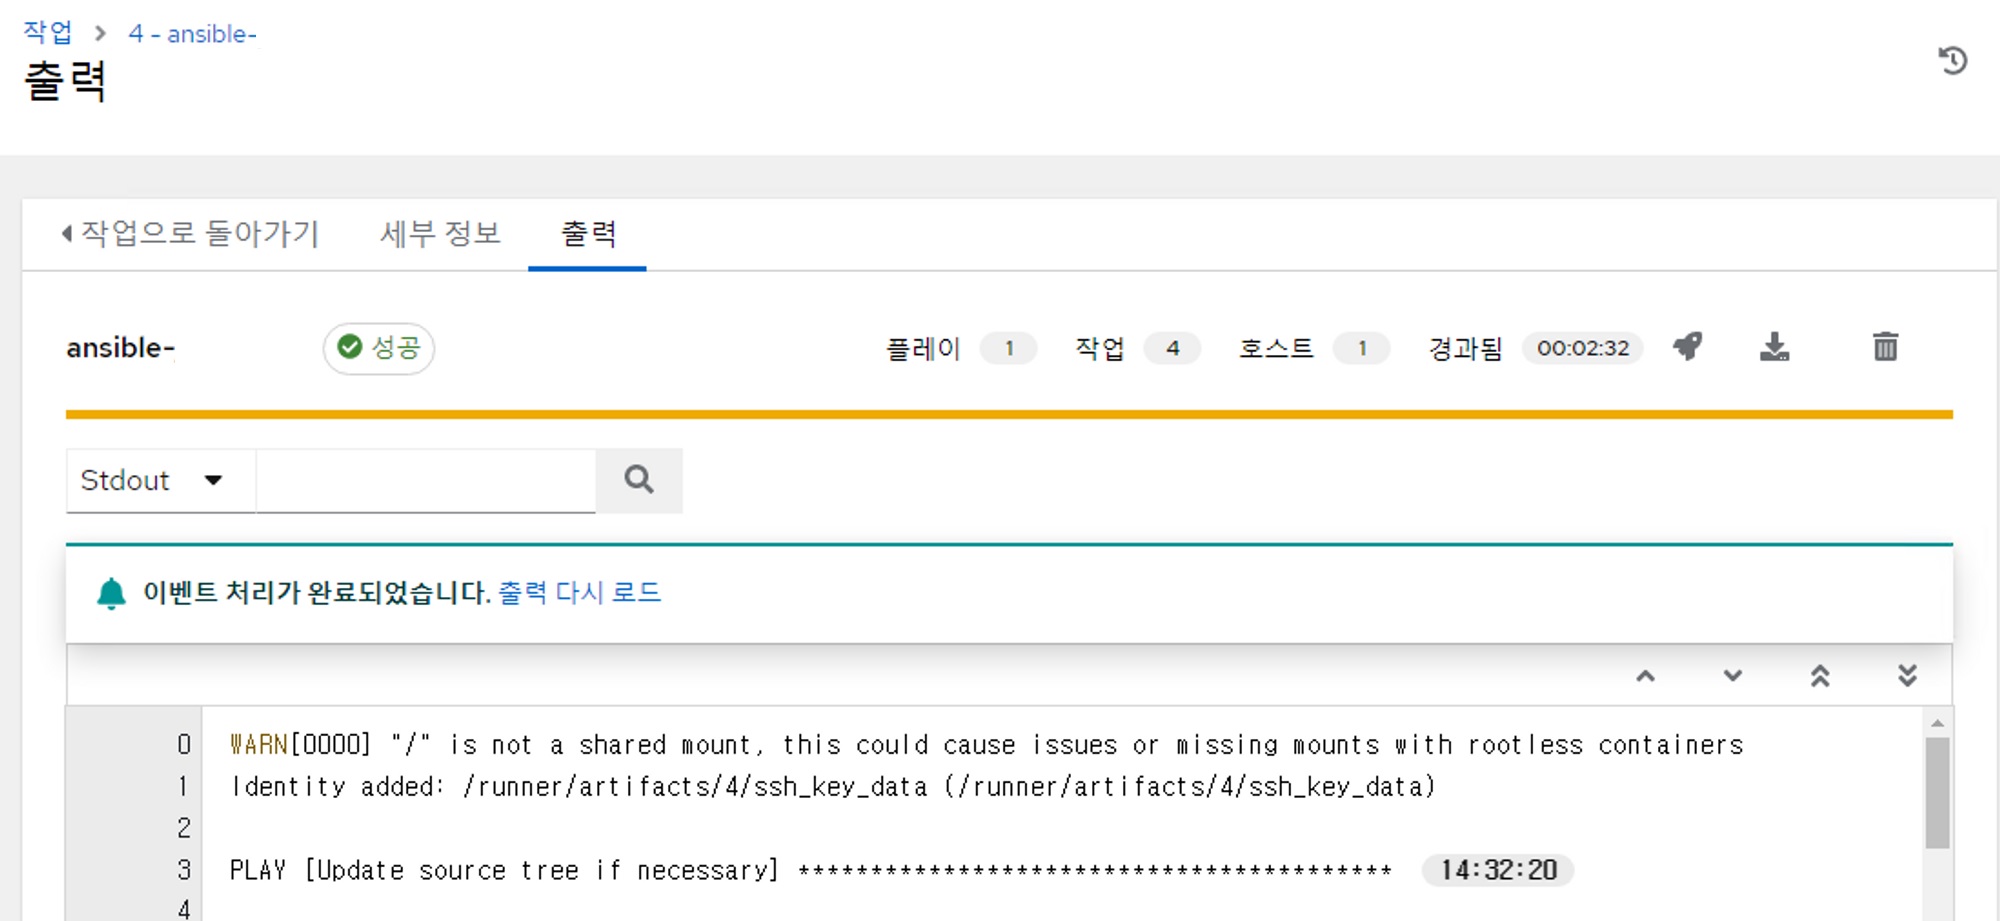 작업 > 4 - ansible-
출력
작업으로 돌아가기 세부 정보 출력
ansible- 성공 플레이 1 작업 4 호스트 1 경과됨 00:02:32
Stdout
이벤트 처리가 완료되었습니다. 출력 다시 로드
0 WARN[0000] "/" is not a shared mount, this could cause issues or missing mounts with rootless containers
1 Identity added: /runner/artifacts/4/ssh_key_data (/runner/artifacts/4/ssh_key_data)
2
3 PLAY [Update source tree if necessary] ***************************************** 14:32:20
4